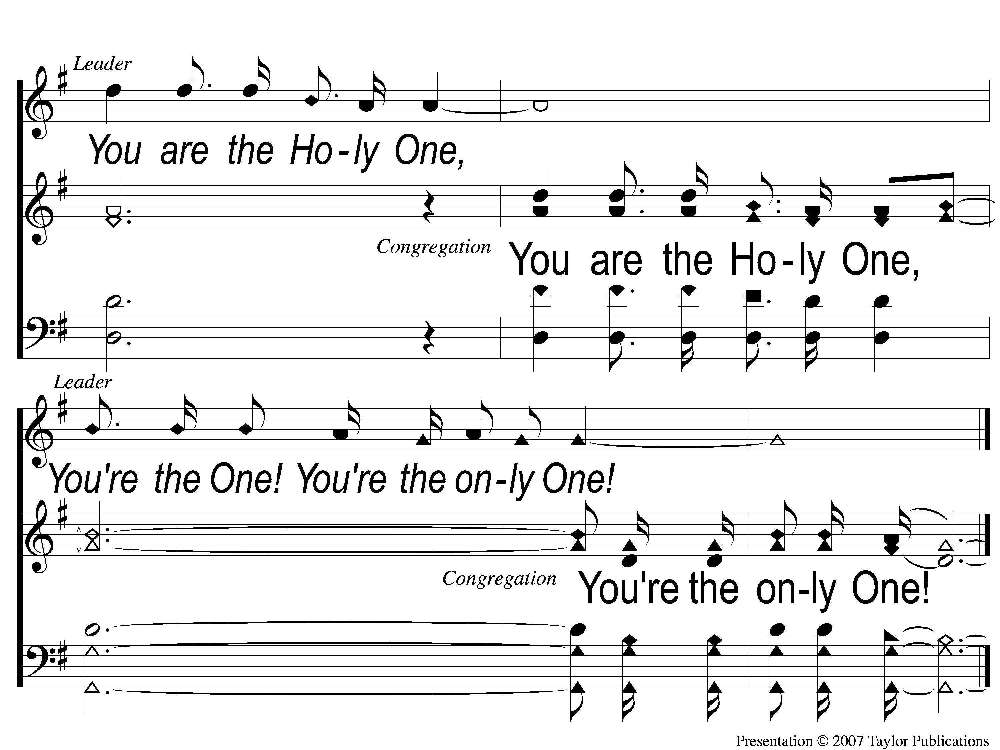 Leader
You are the Ho - ly One,
Congregation
You are the Ho - ly One,
Leader
You're the One! You're the on - ly One!
Congregation
You're the on-ly One!
Presentation © 2007 Taylor Publications